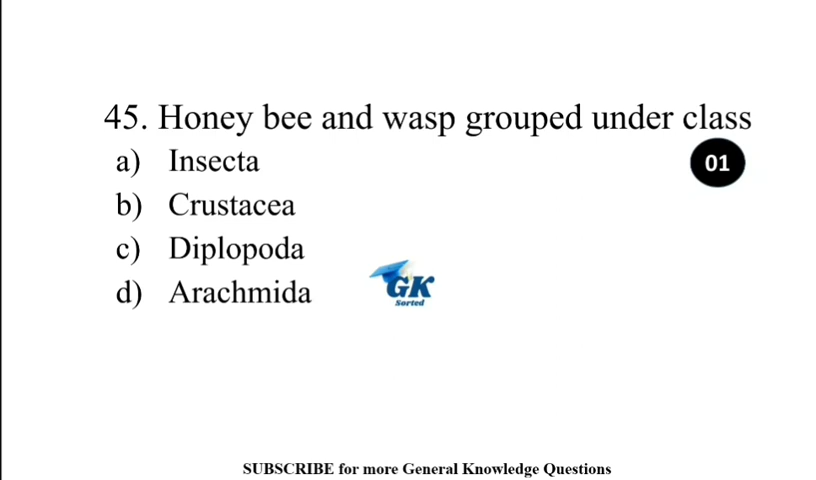 45. Honey bee and wasp grouped under class
a) Insecta
01
b) Crustacea
c) Diplopoda
d) Arachmida
GK
Sorted
SUBSCRIBE for more General Knowledge Questions